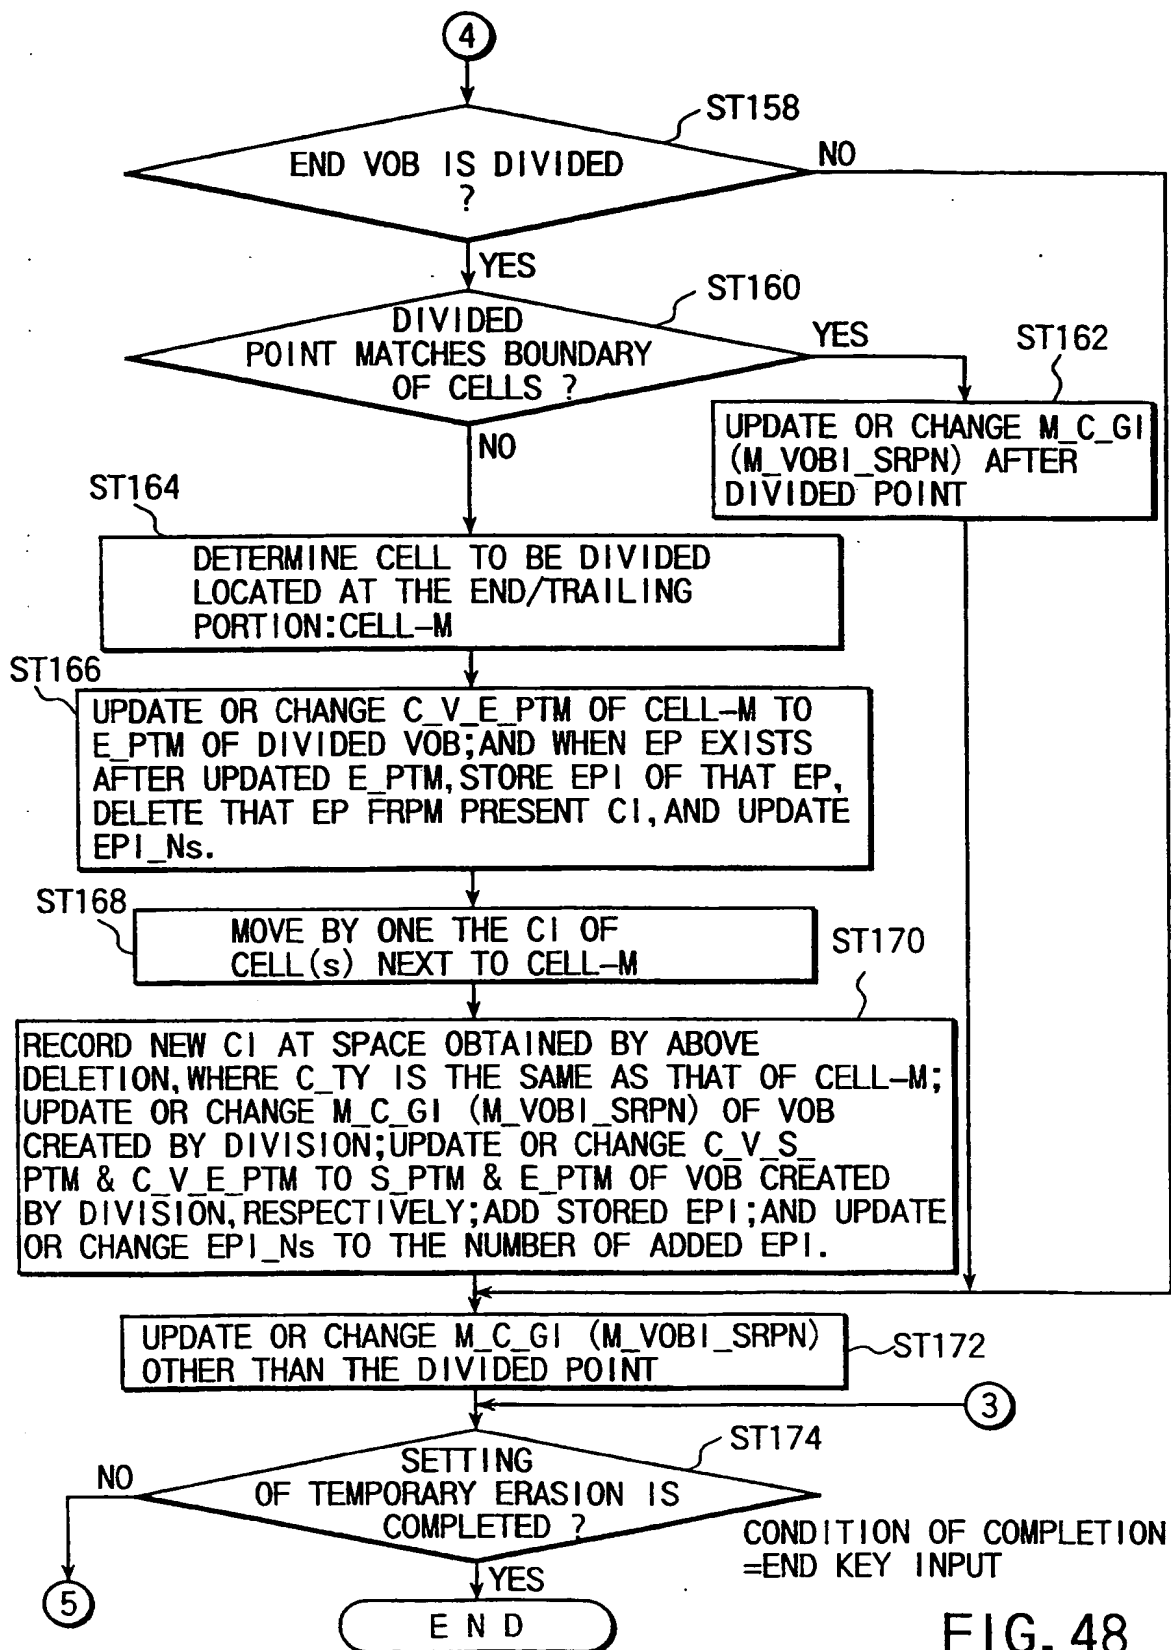 4
ST158
END VOB IS DIVIDED
?
NO
YES
ST160
DIVIDED
POINT MATCHES BOUNDARY
OF CELLS ?
YES
ST162
UPDATE OR CHANGE M_C_GI
(M_VOBI_SRPN) AFTER
DIVIDED POINT
NO
ST164
DETERMINE CELL TO BE DIVIDED
LOCATED AT THE END/TRAILING
PORTION:CELL-M
ST166
UPDATE OR CHANGE C_V_E_PTM OF CELL-M TO
E_PTM OF DIVIDED VOB;AND WHEN EP EXISTS
AFTER UPDATED E_PTM,STORE EPI OF THAT EP,
DELETE THAT EP FRPM PRESENT CI,AND UPDATE
EPI_Ns.
ST168
MOVE BY ONE THE CI OF
CELL(s) NEXT TO CELL-M
ST170
RECORD NEW CI AT SPACE OBTAINED BY ABOVE
DELETION,WHERE C_TY IS THE SAME AS THAT OF CELL-M;
UPDATE OR CHANGE M_C_GI (M_VOBI_SRPN) OF VOB
CREATED BY DIVISION;UPDATE OR CHANGE C_V_S_
PTM & C_V_E_PTM TO S_PTM & E_PTM OF VOB CREATED
BY DIVISION,RESPECTIVELY;ADD STORED EPI;AND UPDATE
OR CHANGE EPI_Ns TO THE NUMBER OF ADDED EPI.
UPDATE OR CHANGE M_C_GI (M_VOBI_SRPN)
OTHER THAN THE DIVIDED POINT
ST172
3
ST174
SETTING
OF TEMPORARY ERASION IS
COMPLETED ?
NO
CONDITION OF COMPLETION
=END KEY INPUT
5
YES
END
FIG. 48